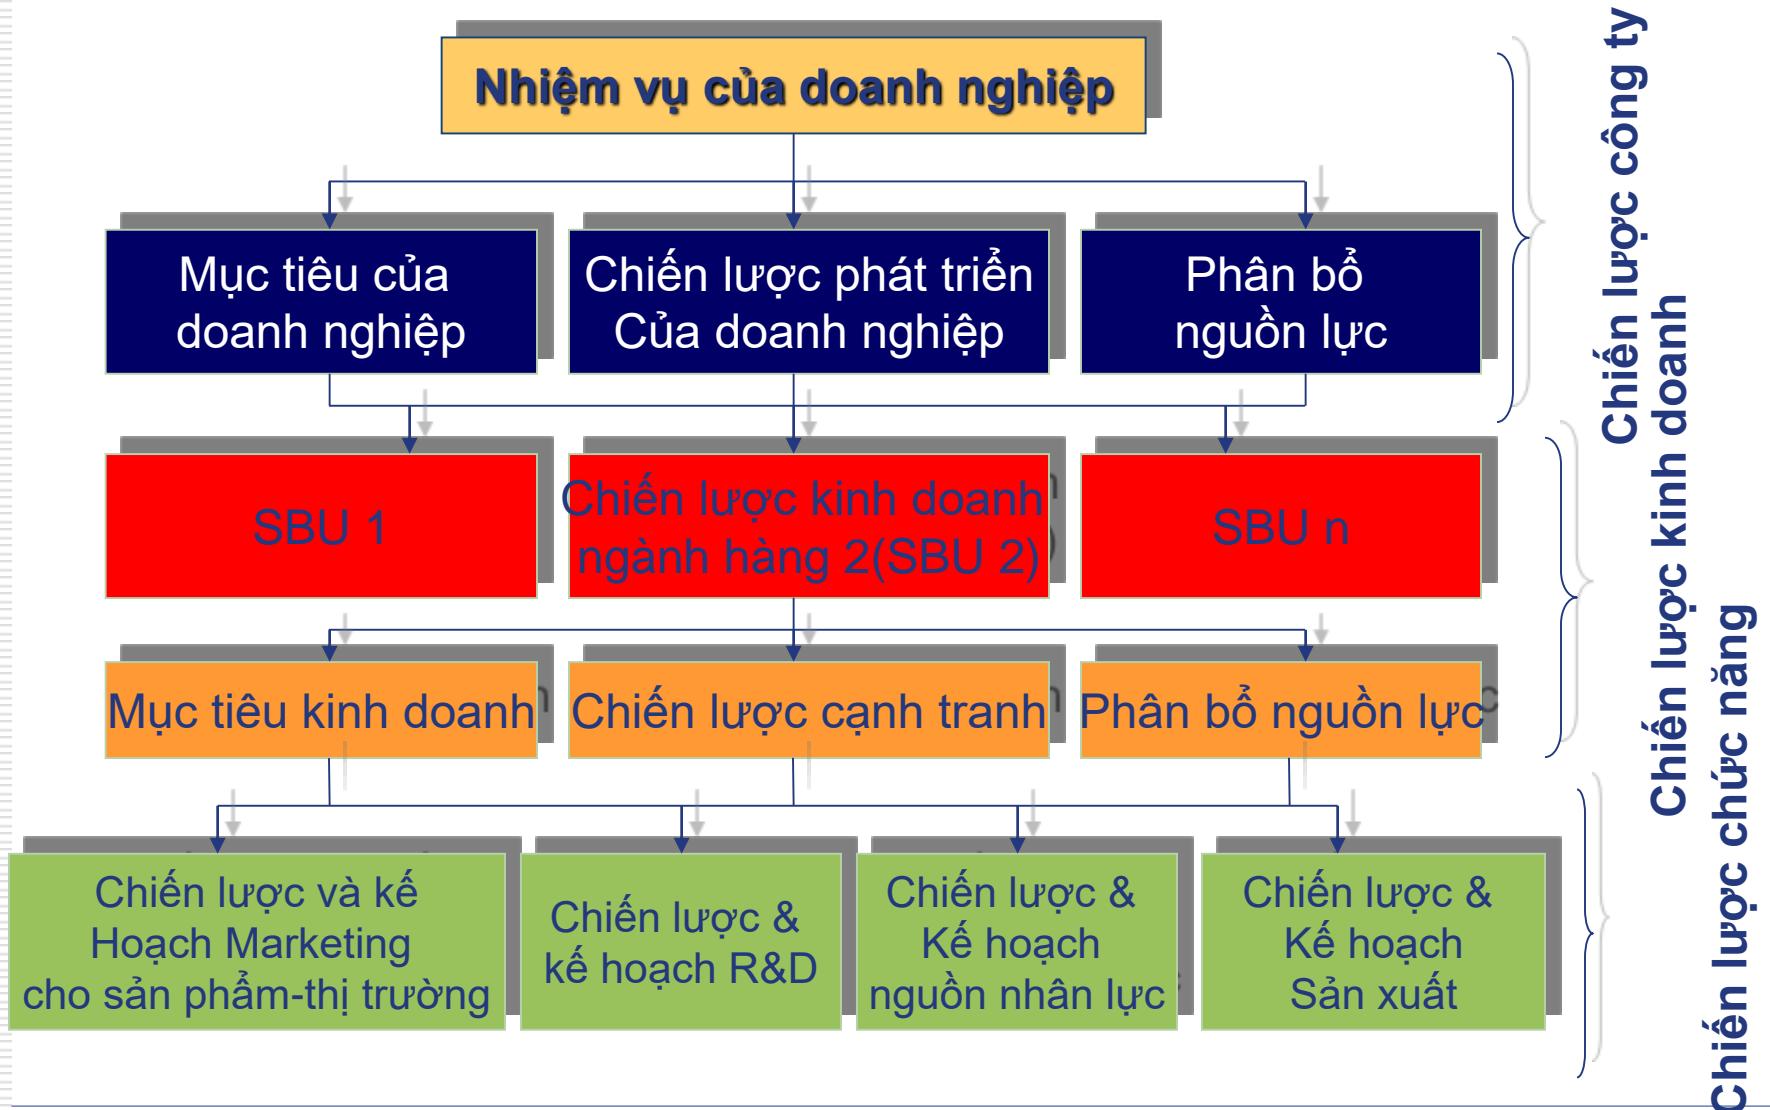 Nhiệm vụ của doanh nghiệp
Mục tiêu của
doanh nghiệp
Chiến lược phát triển
Của doanh nghiệp
Phân bổ
nguồn lực
SBU 1
Chiến lược kinh doanh
ngành hàng 2(SBU 2)
SBU n
Mục tiêu kinh doanh
Chiến lược cạnh tranh
Phân bổ nguồn lực
Chiến lược và kế
Hoạch Marketing
cho sản phẩm-thị trường
Chiến lược &
kế hoạch R&D
Chiến lược &
Kế hoạch
nguồn nhân lực
Chiến lược &
Kế hoạch
Sản xuất
Chiến lược công ty
Chiến lược kinh doanh
Chiến lược chức năng